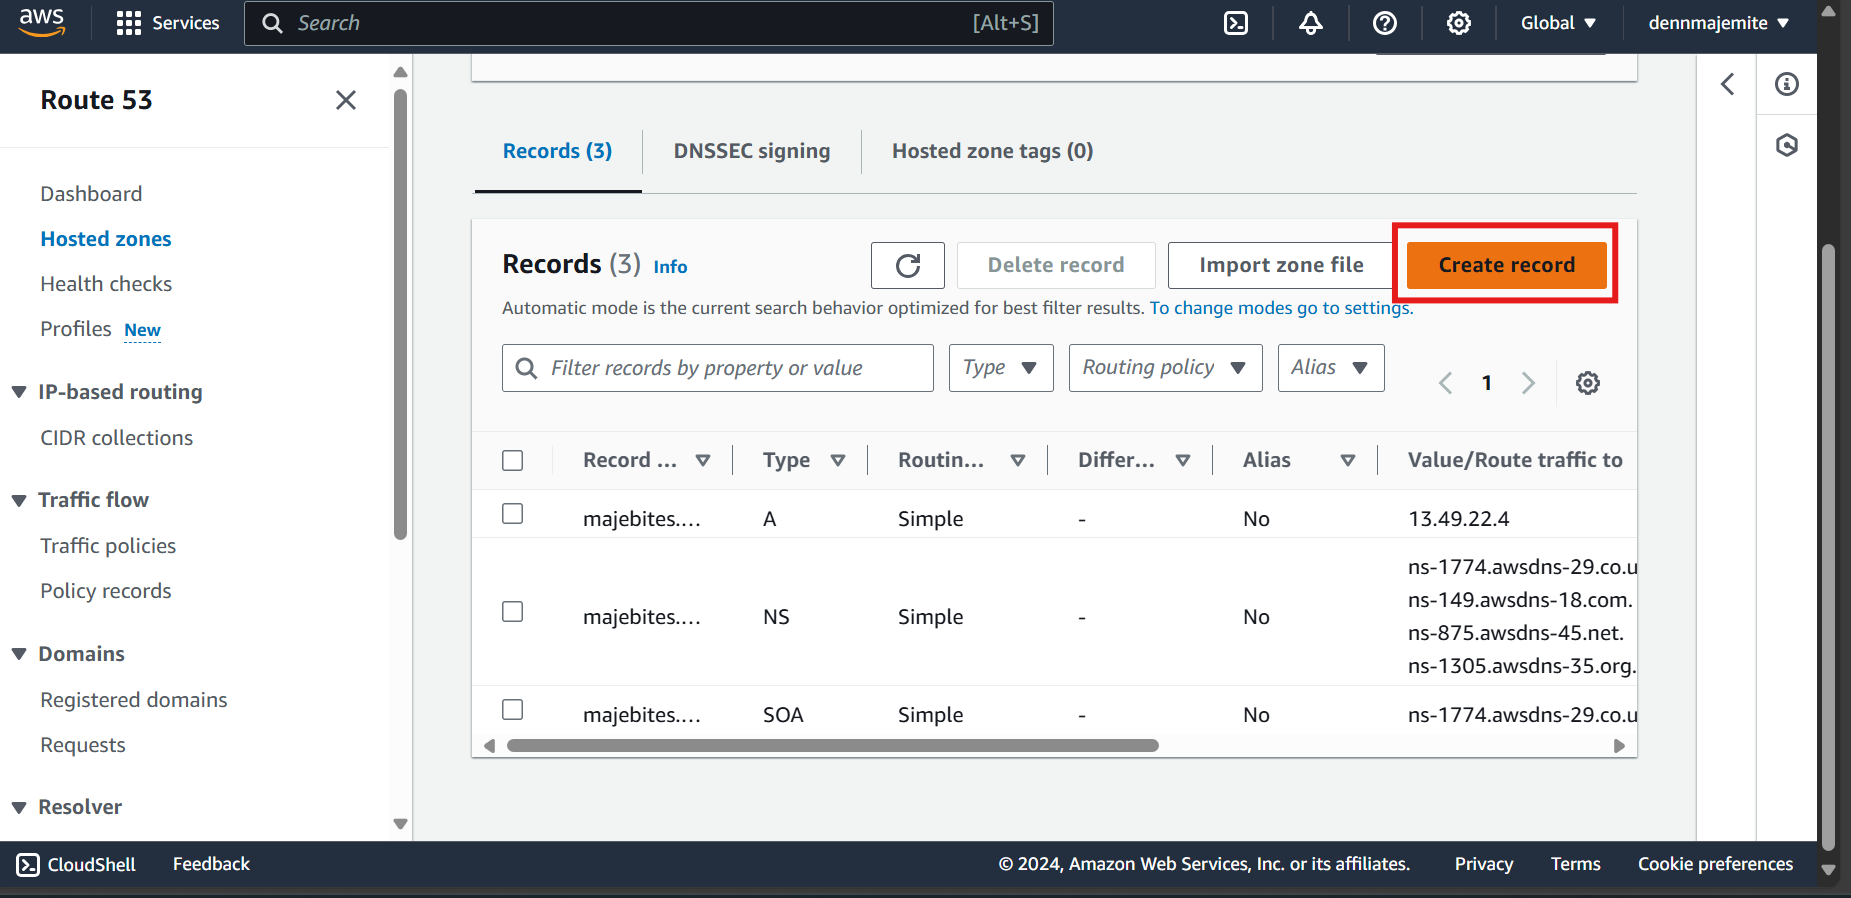 aws
Services
Search
[Alt+S]
Global
dennmajemite
Route 53
Dashboard
Hosted zones
Health checks
Profiles New
IP-based routing
CIDR collections
Traffic flow
Traffic policies
Policy records
Domains
Registered domains
Requests
Resolver
Records (3)
DNSSEC signing
Hosted zone tags (0)
Records (3) Info
Delete record
Import zone file
Create record
Automatic mode is the current search behavior optimized for best filter results. To change modes go to settings.
Filter records by property or value
Type
Routing policy
Alias
1
Record ... Type Routin... Differ... Alias Value/Route traffic to
majebites.... A Simple - No 13.49.22.4
majebites.... NS Simple - No
ns-1774.awsdns-29.co.u
ns-149.awsdns-18.com.
ns-875.awsdns-45.net.
ns-1305.awsdns-35.org.
majebites.... SOA Simple - No ns-1774.awsdns-29.co.u
CloudShell
Feedback
© 2024, Amazon Web Services, Inc. or its affiliates.
Privacy
Terms
Cookie preferences